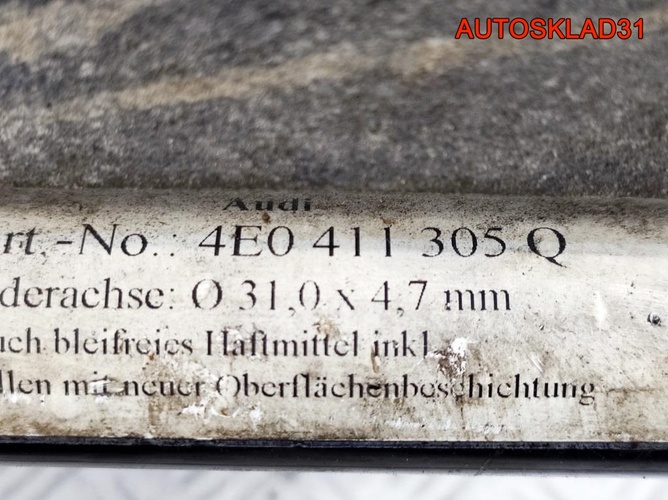 AUTOSKLAD31
Audi
rt.-No.: 4E0 411 305 Q
derachse: Ø 31,0 x 4,7 mm
uch bleifreies Haftmittel inkl
llen mit neuer Oberflächenbeschichtung